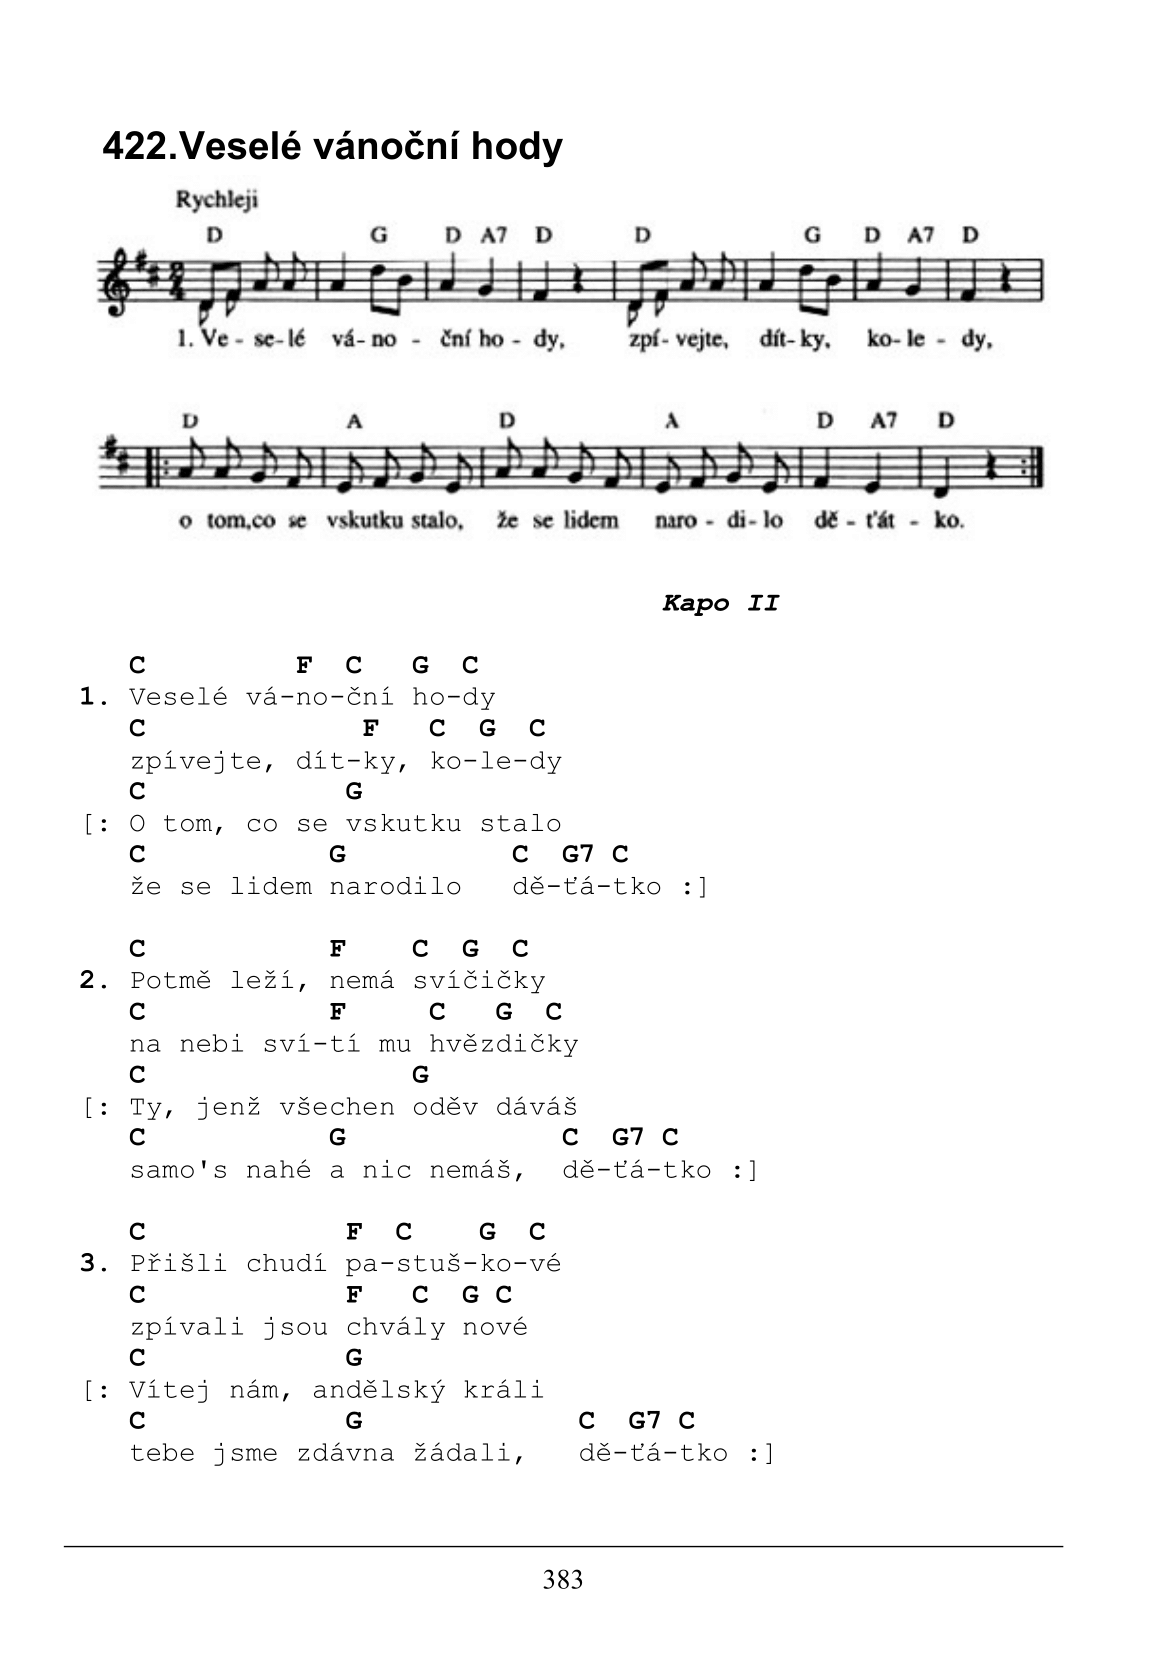 422.Veselé vánoční hody
Rychleji
D G D A7 D D G D A7 D
1. Ve - se-lé vá-no - ční ho - dy, zpí-vejte, dít-ky, ko-le - dy,
D A D A D A7 D
o tom,co se vskutku stalo, že se lidem naro - di-lo dě - ťát - ko.
Kapo II
C F C G C
1. Veselé vá-no-ční ho-dy
C F C G C
zpívejte, dít-ky, ko-le-dy
C G
[: O tom, co se vskutku stalo
C G C G7 C
že se lidem narodilo dě-ťá-tko :]
C F C G C
2. Potmě leží, nemá svíčičky
C F C G C
na nebi sví-tí mu hvězdičky
C G
[: Ty, jenž všechen oděv dáváš
C G C G7 C
samo's nahé a nic nemáš, dě-ťá-tko :]
C F C G C
3. Přišli chudí pa-stuš-ko-vé
C F C G C
zpívali jsou chvály nové
C G
[: Vítej nám, andělský králi
C G C G7 C
tebe jsme zdávna žádali, dě-ťá-tko :]
383